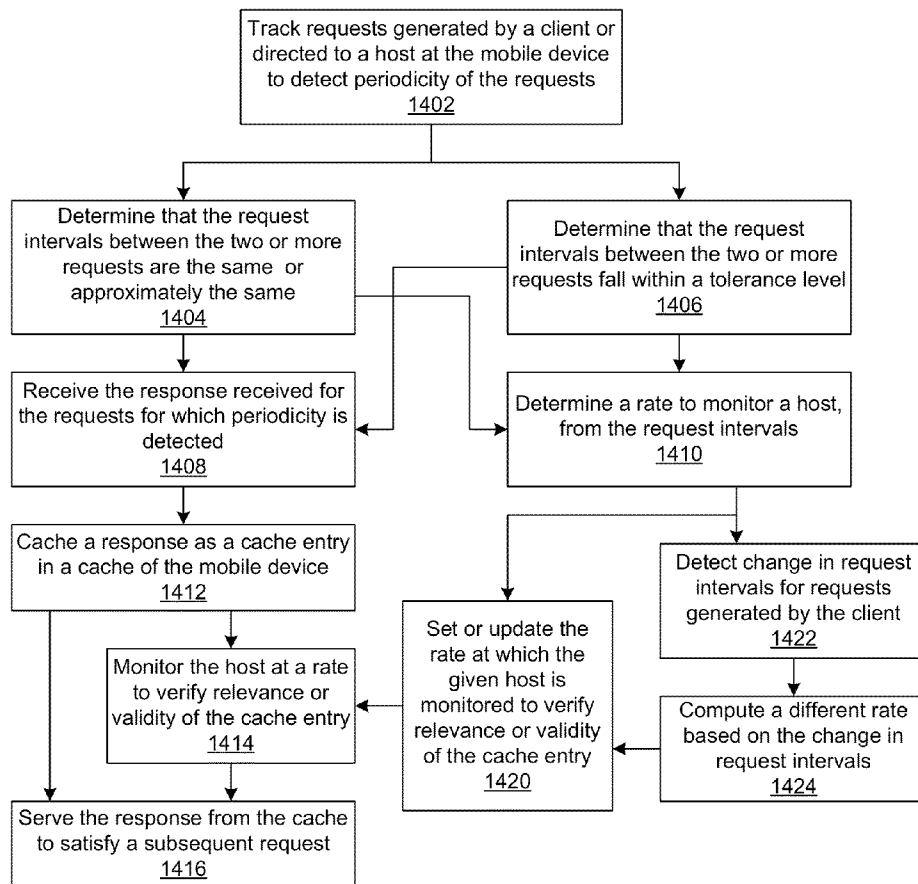 Track requests generated by a client or
directed to a host at the mobile device
to detect periodicity of the requests
1402
Determine that the request
intervals between the two or more
requests are the same or
approximately the same
1404
Determine that the request
intervals between the two or more
requests fall within a tolerance level
1406
Receive the response received for
the requests for which periodicity is
detected
1408
Determine a rate to monitor a host,
from the request intervals
1410
Cache a response as a cache entry
in a cache of the mobile device
1412
Detect change in request
intervals for requests
generated by the client
1422
Set or update the
rate at which the
given host is
monitored to verify
relevance or validity
of the cache entry
1420
Monitor the host at a rate
to verify relevance or
validity of the cache entry
1414
Compute a different rate
based on the change in
request intervals
1424
Serve the response from the cache
to satisfy a subsequent request
1416